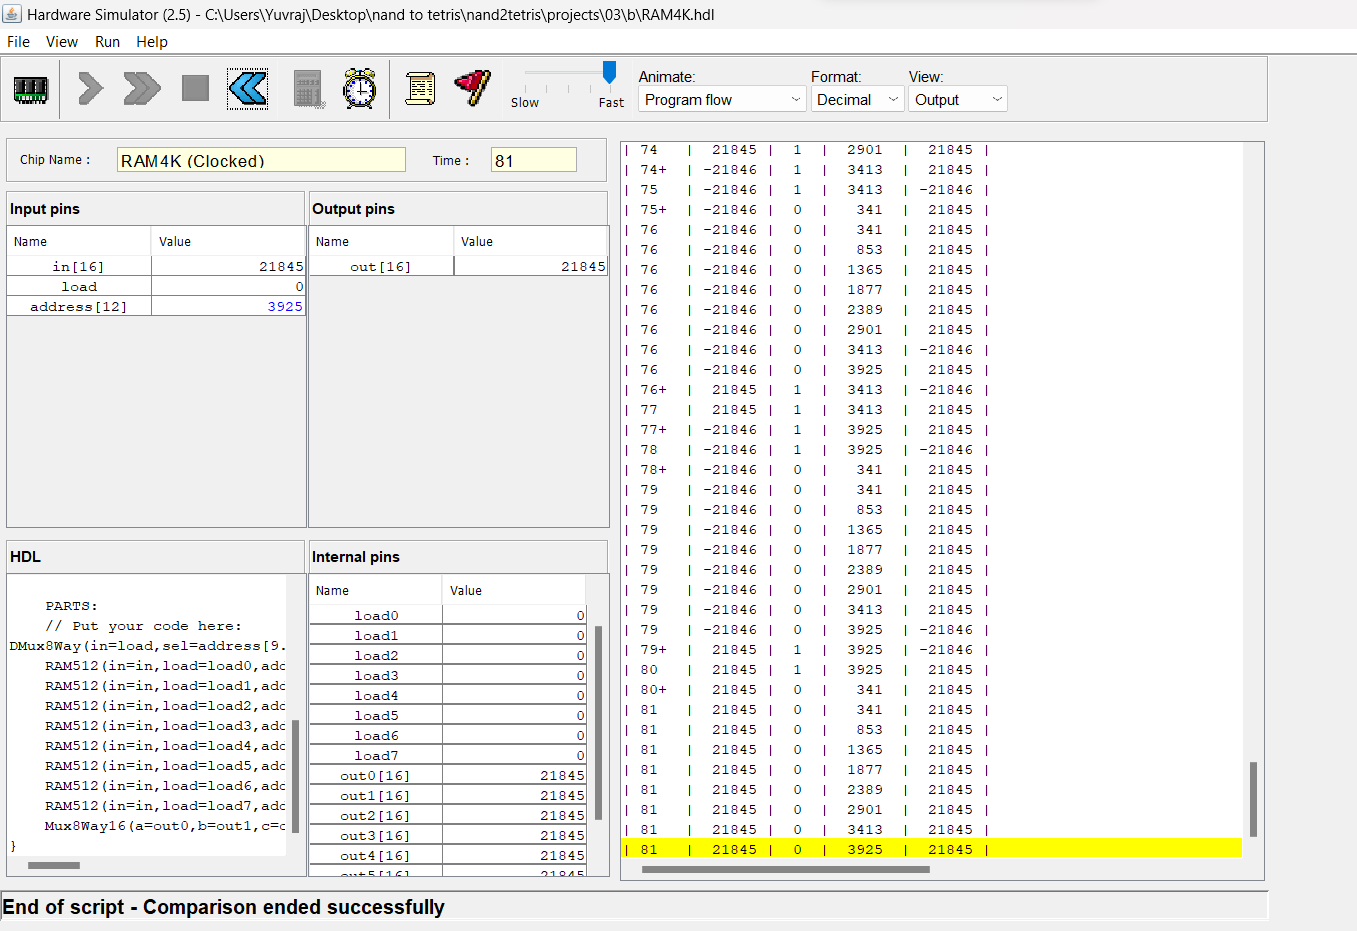 Hardware Simulator (2.5) - C:\Users\Yuvraj\Desktop\nand to tetris\nand2tetris\projects\03\b\RAM4K.hdl
File View Run Help
Slow Fast
Animate: Format: View:
Program flow Decimal Output
Chip Name : RAM4K (Clocked) Time : 81
Input pins
Name Value
in[16] 21845
load 0
address[12] 3925
Output pins
Name Value
out[16] 21845
HDL
PARTS:
// Put your code here:
DMux8Way(in=load,sel=address[9.
RAM512(in=in,load=load0,adc
RAM512(in=in,load=load1,adc
RAM512(in=in,load=load2,adc
RAM512(in=in,load=load3,adc
RAM512(in=in,load=load4,adc
RAM512(in=in,load=load5,adc
RAM512(in=in,load=load6,adc
RAM512(in=in,load=load7,adc
Mux8Way16(a=out0,b=out1,c=c
}
Internal pins
Name Value
load0 0
load1 0
load2 0
load3 0
load4 0
load5 0
load6 0
load7 0
out0[16] 21845
out1[16] 21845
out2[16] 21845
out3[16] 21845
out4[16] 21845
out5[16] 21845
| 74 | 21845 | 1 | 2901 | 21845 |
| 74+ | -21846 | 1 | 3413 | 21845 |
| 75 | -21846 | 1 | 3413 | -21846 |
| 75+ | -21846 | 0 | 341 | 21845 |
| 76 | -21846 | 0 | 341 | 21845 |
| 76 | -21846 | 0 | 853 | 21845 |
| 76 | -21846 | 0 | 1365 | 21845 |
| 76 | -21846 | 0 | 1877 | 21845 |
| 76 | -21846 | 0 | 2389 | 21845 |
| 76 | -21846 | 0 | 2901 | 21845 |
| 76 | -21846 | 0 | 3413 | -21846 |
| 76 | -21846 | 0 | 3925 | 21845 |
| 76+ | 21845 | 1 | 3413 | -21846 |
| 77 | 21845 | 1 | 3413 | 21845 |
| 77+ | -21846 | 1 | 3925 | 21845 |
| 78 | -21846 | 1 | 3925 | -21846 |
| 78+ | -21846 | 0 | 341 | 21845 |
| 79 | -21846 | 0 | 341 | 21845 |
| 79 | -21846 | 0 | 853 | 21845 |
| 79 | -21846 | 0 | 1365 | 21845 |
| 79 | -21846 | 0 | 1877 | 21845 |
| 79 | -21846 | 0 | 2389 | 21845 |
| 79 | -21846 | 0 | 2901 | 21845 |
| 79 | -21846 | 0 | 3413 | 21845 |
| 79 | -21846 | 0 | 3925 | -21846 |
| 79+ | 21845 | 1 | 3925 | -21846 |
| 80 | 21845 | 1 | 3925 | 21845 |
| 80+ | 21845 | 0 | 341 | 21845 |
| 81 | 21845 | 0 | 341 | 21845 |
| 81 | 21845 | 0 | 853 | 21845 |
| 81 | 21845 | 0 | 1365 | 21845 |
| 81 | 21845 | 0 | 1877 | 21845 |
| 81 | 21845 | 0 | 2389 | 21845 |
| 81 | 21845 | 0 | 2901 | 21845 |
| 81 | 21845 | 0 | 3413 | 21845 |
| 81 | 21845 | 0 | 3925 | 21845 |
End of script - Comparison ended successfully